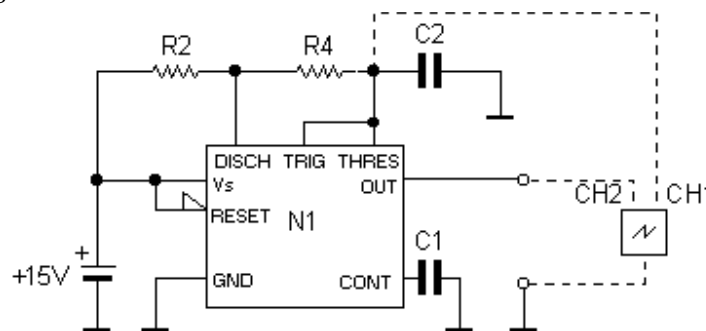 C2
R2
R4
DISCH TRIG THRES
Vs
OUT
CH2
CH1
RESET
N1
C1
+
+15V
GND
CONT